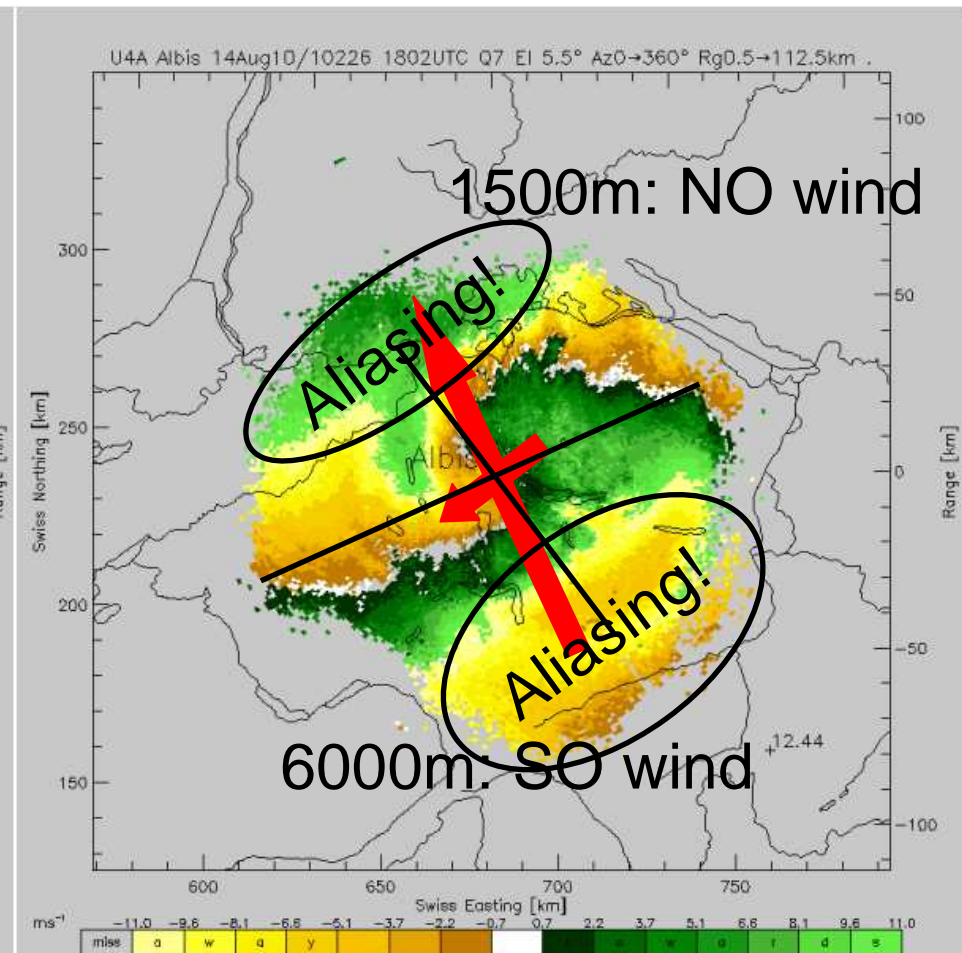 U4A Albis 14Aug10/10226 1802UTC Q7 El 5.5° Az0→360° Rg0.5→112.5km .
100
1500m: NO wind
300
50
Aliasing!
250
Albis
0
Swiss Northing [km]
Range [km]
200
Aliasing!
-50
12.44
6000m: SO wind
150
-100
600 650 700 750
Swiss Easting [km]
ms⁻¹ -11.0 -9.6 -8.1 -6.6 -5.1 -3.7 -2.2 -0.7 0.7 2.2 3.7 5.1 6.6 8.1 9.6 11.0
miss a w a y t o w a r d s